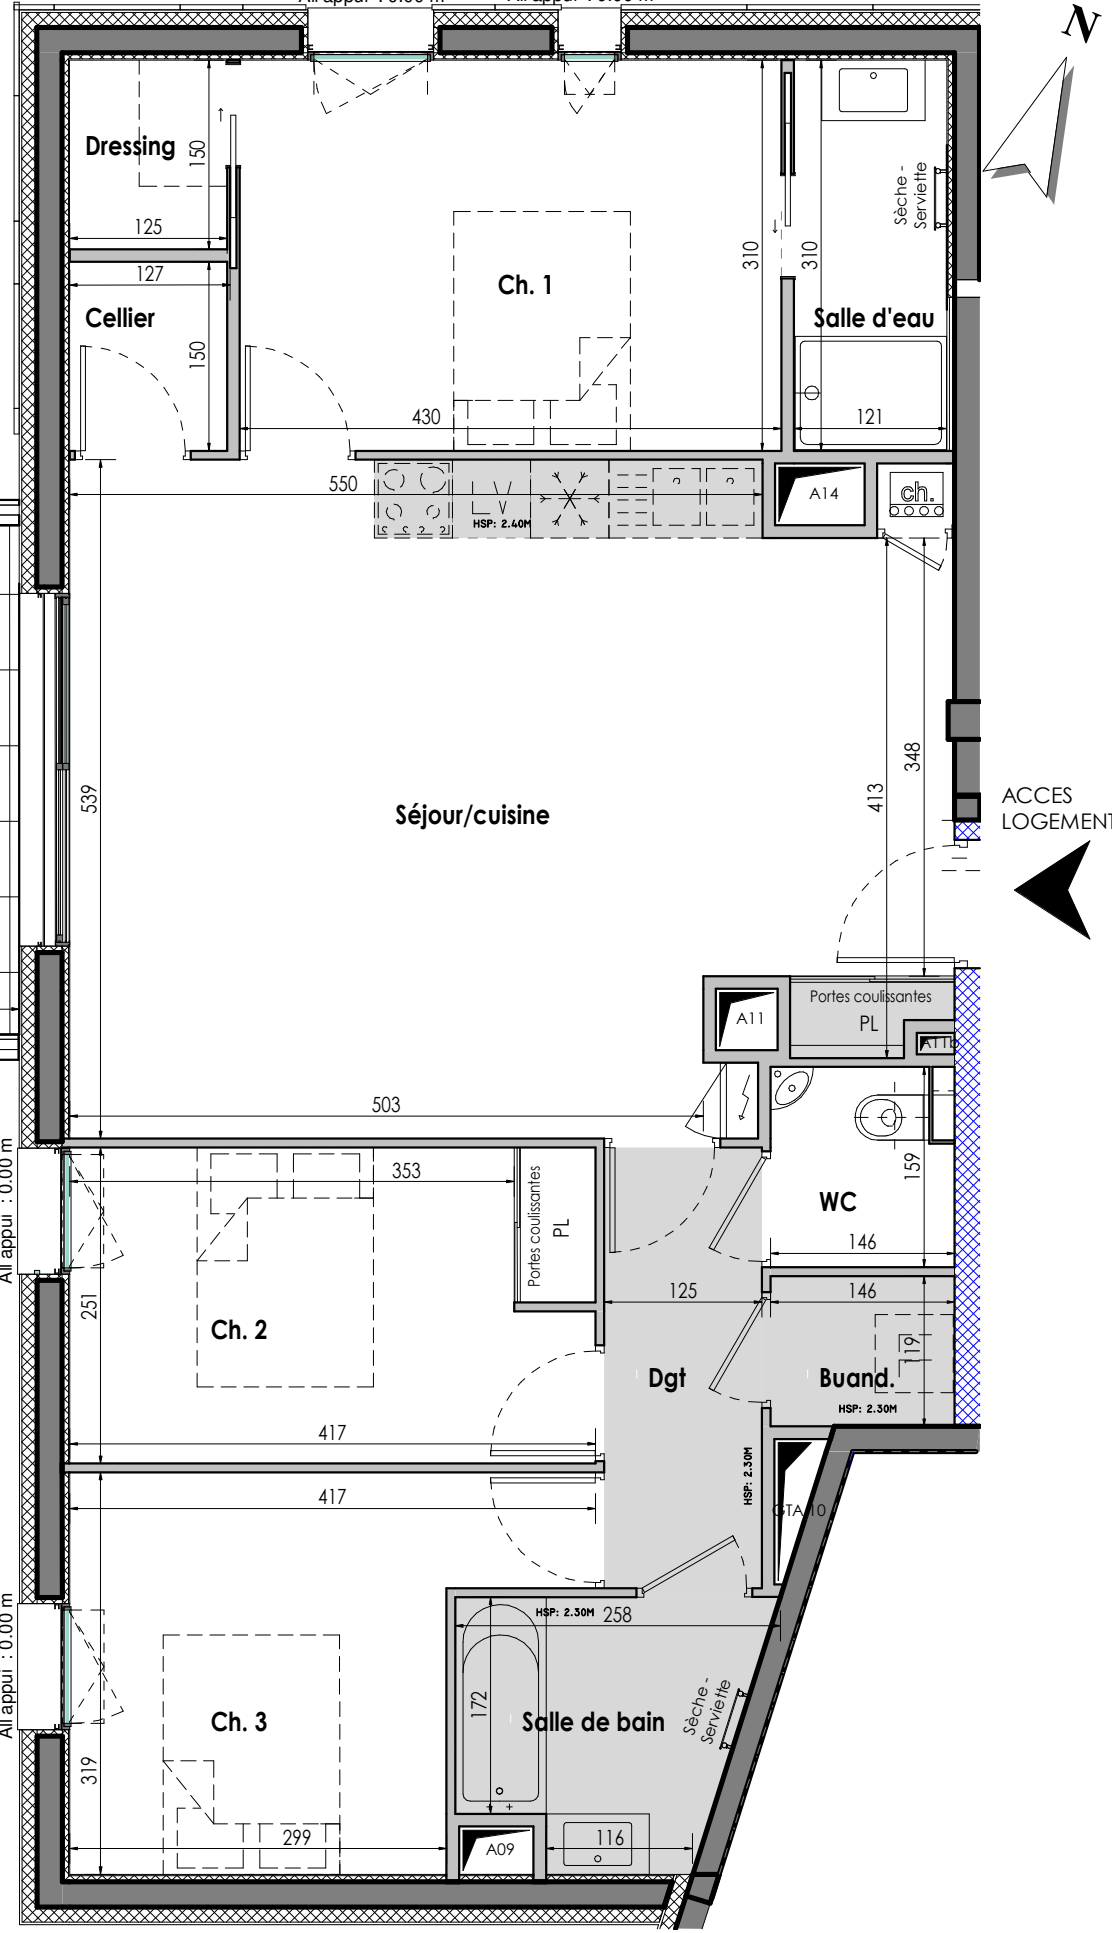 N
Dressing
150
125
127
Cellier
150
Ch. 1
430
310
310
Sèche -
Serviette
Salle d'eau
121
550
HSP: 2.40M
A14
ch.
539
Séjour/cuisine
413
348
ACCES
LOGEMENT
Portes coulissantes
PL
A11
A11b
503
All appui : 0.00 m
353
Portes coulissantes
PL
251
Ch. 2
417
159
WC
146
125
146
119
Dgt
Buand.
HSP: 2.30M
HSP: 2.30M
GTA 10
417
HSP: 2.30M
258
All appui : 0.00 m
319
Ch. 3
172
Salle de bain
Sèche -
Serviette
299
A09
116